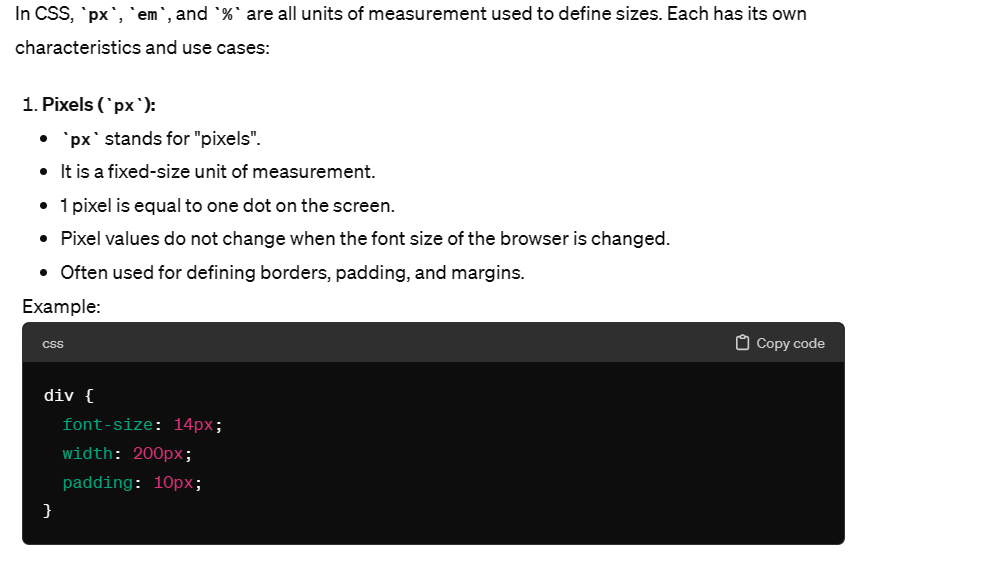 In CSS, `px`, `em`, and `%` are all units of measurement used to define sizes. Each has its own
characteristics and use cases:
1. Pixels (`px`):
• `px` stands for "pixels".
• It is a fixed-size unit of measurement.
• 1 pixel is equal to one dot on the screen.
• Pixel values do not change when the font size of the browser is changed.
• Often used for defining borders, padding, and margins.
Example:
css Copy code
div {
  font-size: 14px;
  width: 200px;
  padding: 10px;
}